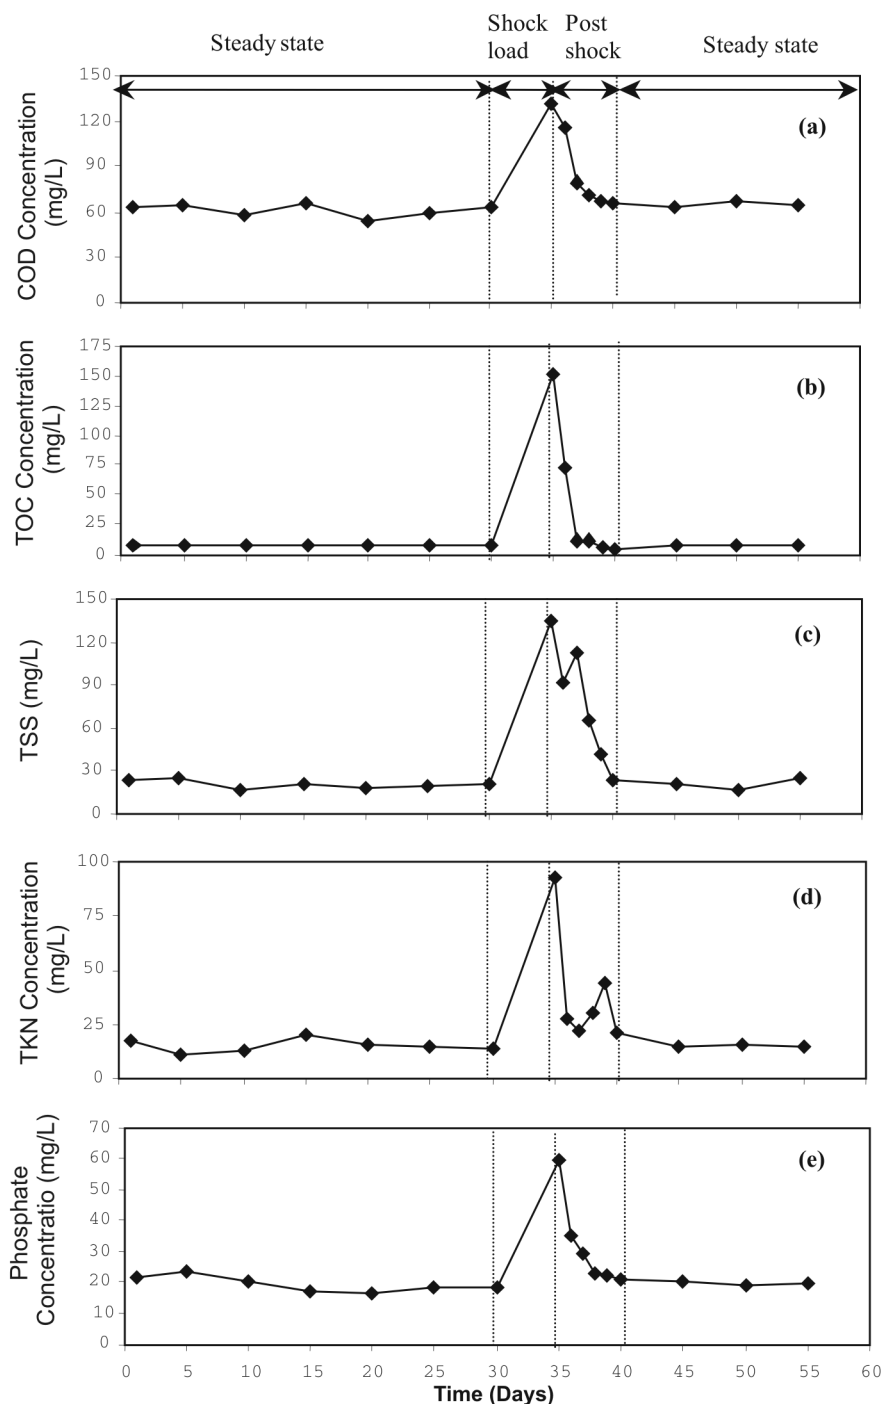 Steady state
Shock
load
Post
shock
Steady state
150
120
90
60
30
0
COD Concentration
(mg/L)
(a)
175
150
125
100
75
50
25
0
TOC Concentration
(mg/L)
(b)
150
120
90
60
30
0
TSS (mg/L)
(c)
100
75
50
25
0
TKN Concentration
(mg/L)
(d)
70
60
50
40
30
20
10
0
Phosphate
Concentratio (mg/L)
(e)
0 5 10 15 20 25 30 35 40 45 50 55 60
Time (Days)